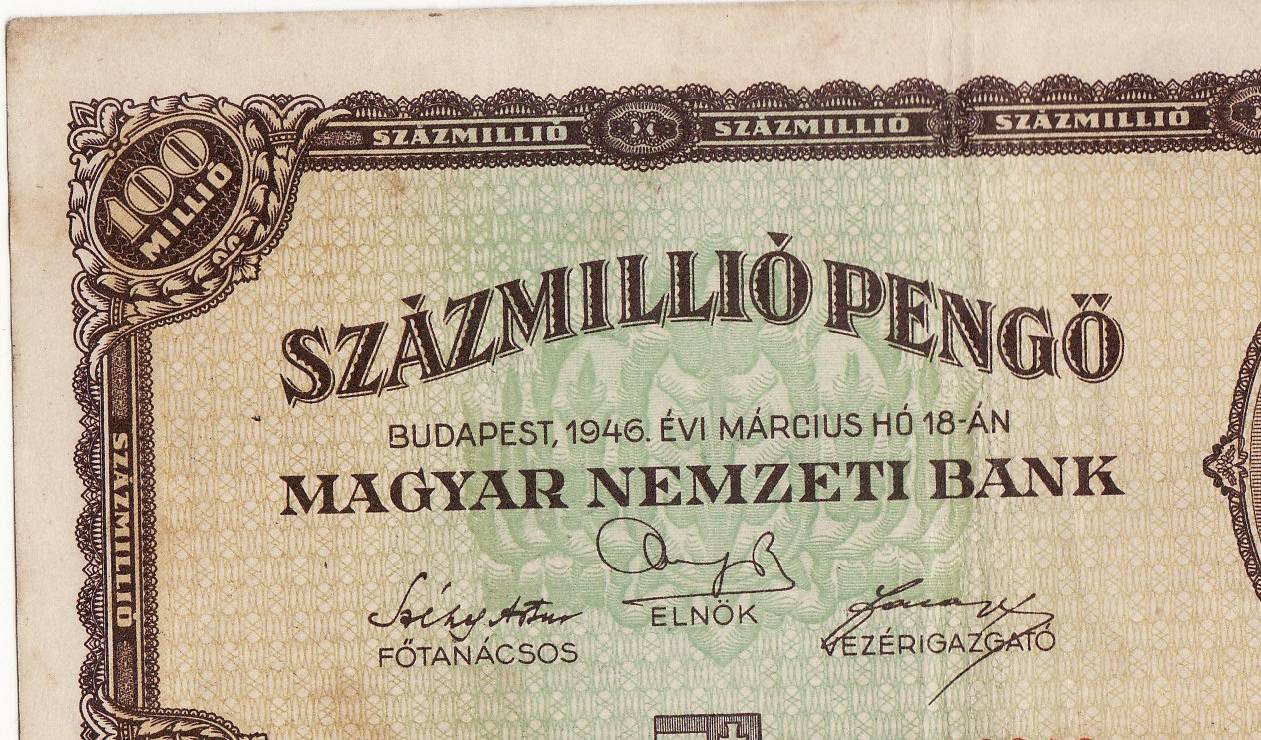 SZÁZMILLIÓ SZÁZMILLIÓ SZÁZMILLIÓ
100
MILLIÓ
SZÁZMILLIÓ PENGŐ
BUDAPEST, 1946. ÉVI MÁRCIUS HÓ 18-ÁN
MAGYAR NEMZETI BANK
SZÁZMILLIÓ
ELNÖK
FŐTANÁCSOS
VEZÉRIGAZGATÓ